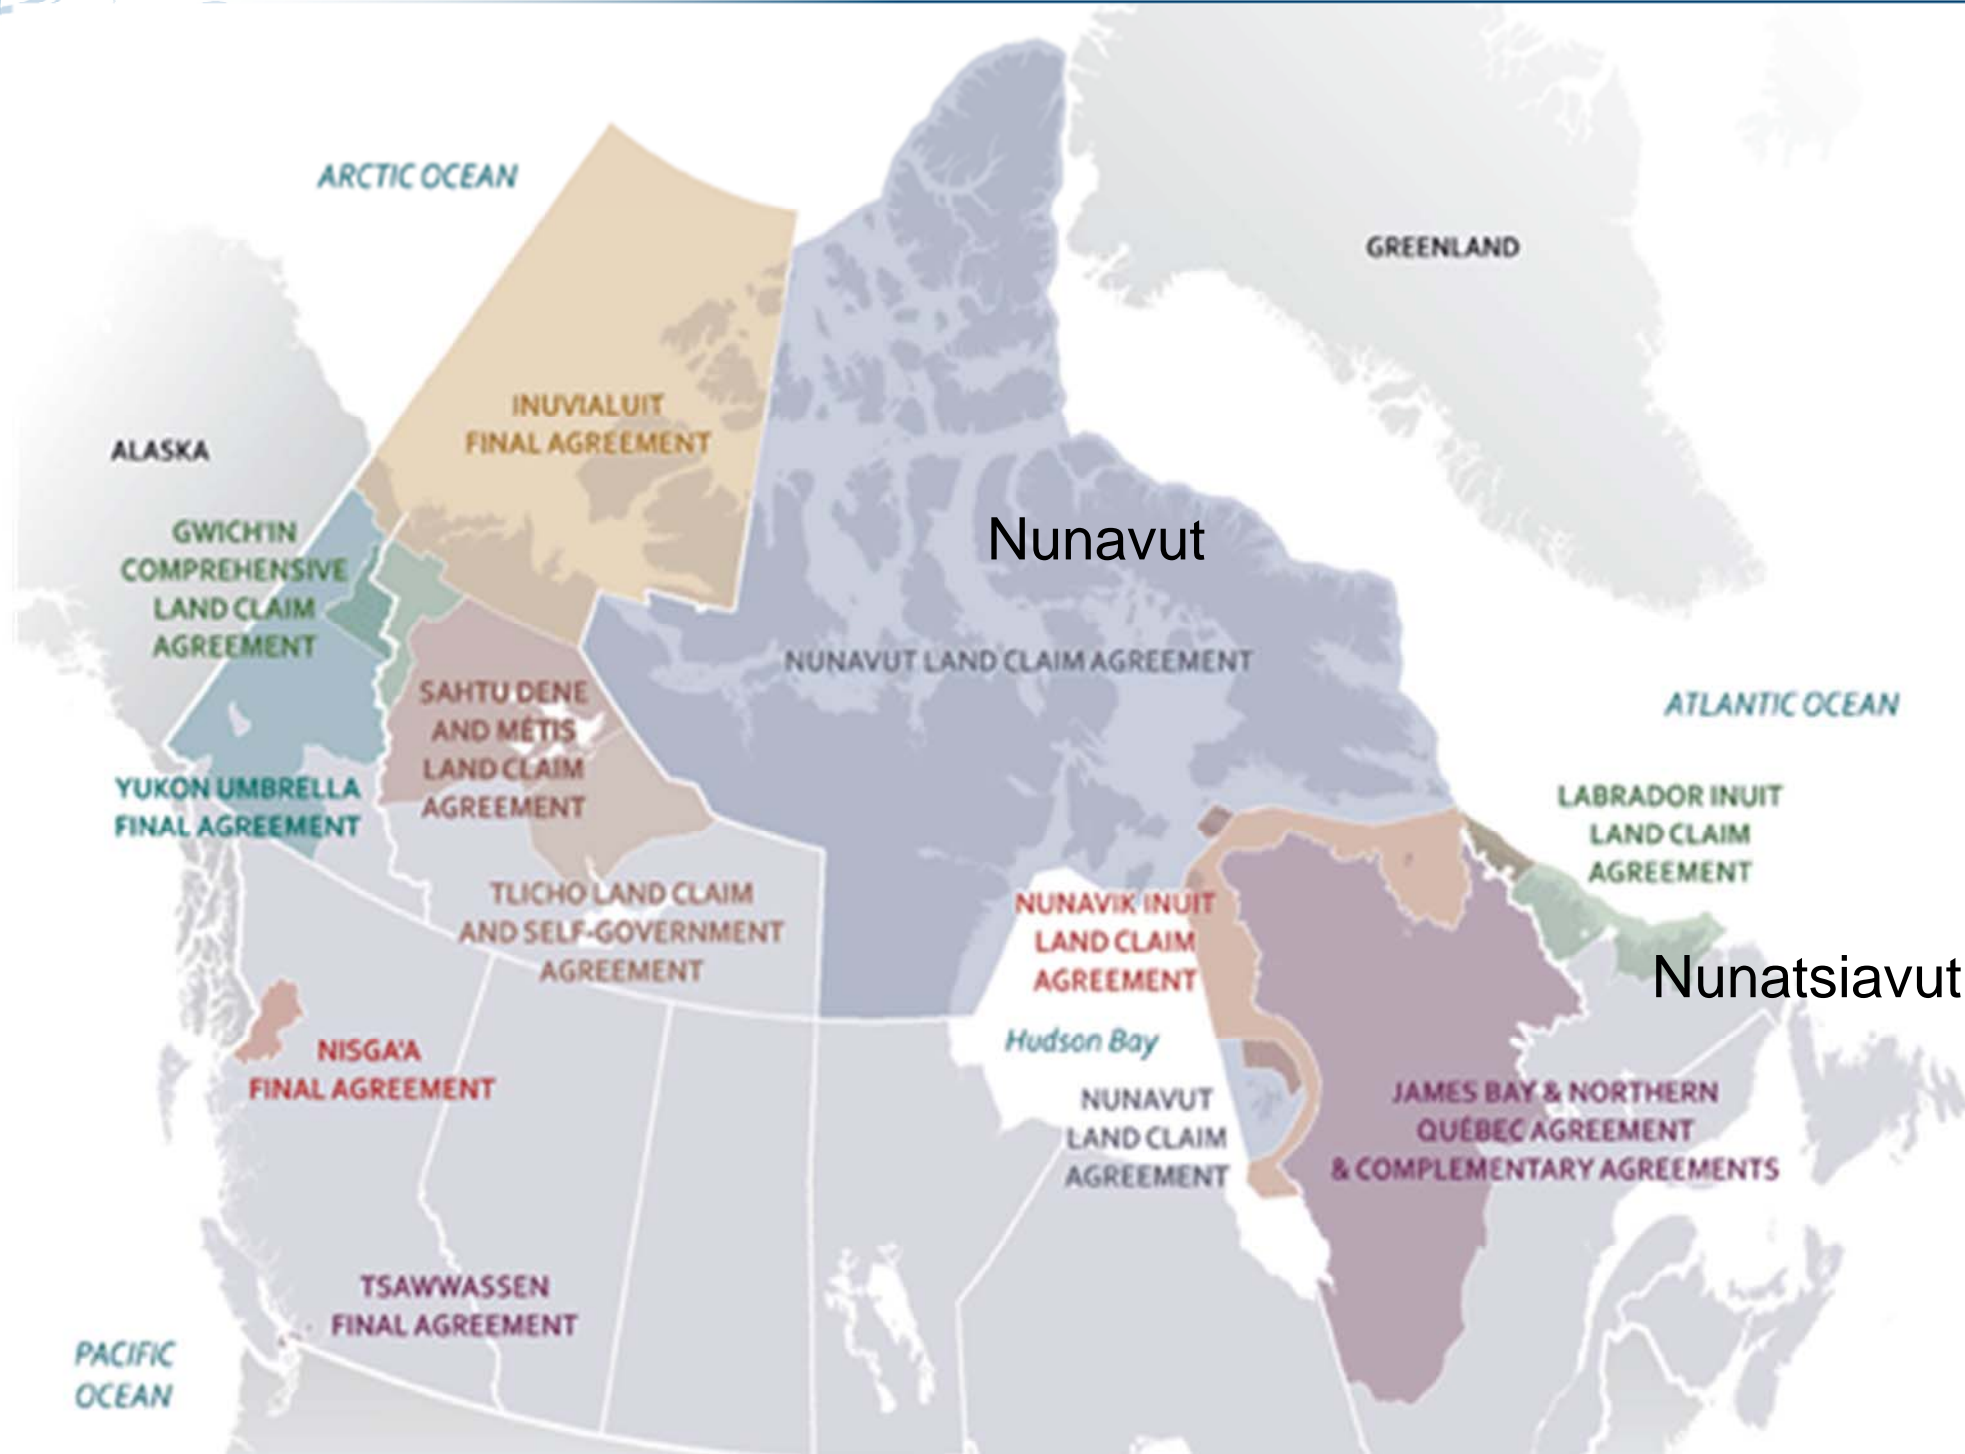 ARCTIC OCEAN
GREENLAND
INUVIALUIT
FINAL AGREEMENT
ALASKA
GWICH'IN
COMPREHENSIVE
LAND CLAIM
AGREEMENT
Nunavut
NUNAVUT LAND CLAIM AGREEMENT
SAHTU DENE
AND MÉTIS
LAND CLAIM
AGREEMENT
ATLANTIC OCEAN
YUKON UMBRELLA
FINAL AGREEMENT
LABRADOR INUIT
LAND CLAIM
AGREEMENT
TLICHO LAND CLAIM
AND SELF-GOVERNMENT
AGREEMENT
NUNAVIK INUIT
LAND CLAIM
AGREEMENT
Nunatsiavut
Hudson Bay
NISGA'A
FINAL AGREEMENT
NUNAVUT
LAND CLAIM
AGREEMENT
JAMES BAY & NORTHERN
QUÉBEC AGREEMENT
& COMPLEMENTARY AGREEMENTS
TSAWWASSEN
FINAL AGREEMENT
PACIFIC
OCEAN